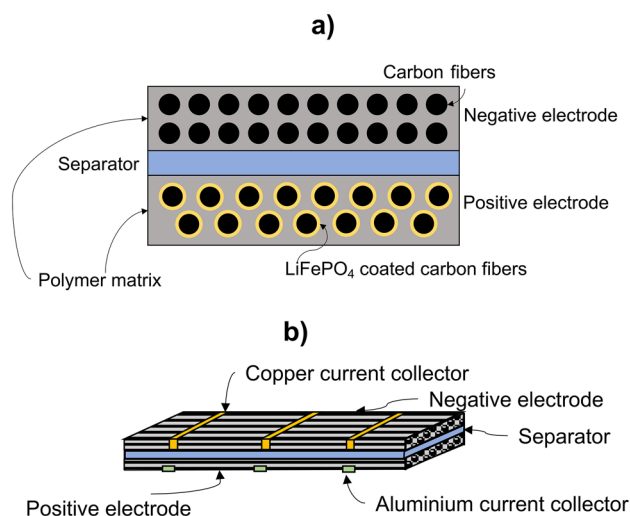 a)
Carbon fibers
Negative electrode
Separator
Positive electrode
LiFePO₄ coated carbon fibers
Polymer matrix
b)
Copper current collector
Negative electrode
Separator
Positive electrode
Aluminium current collector